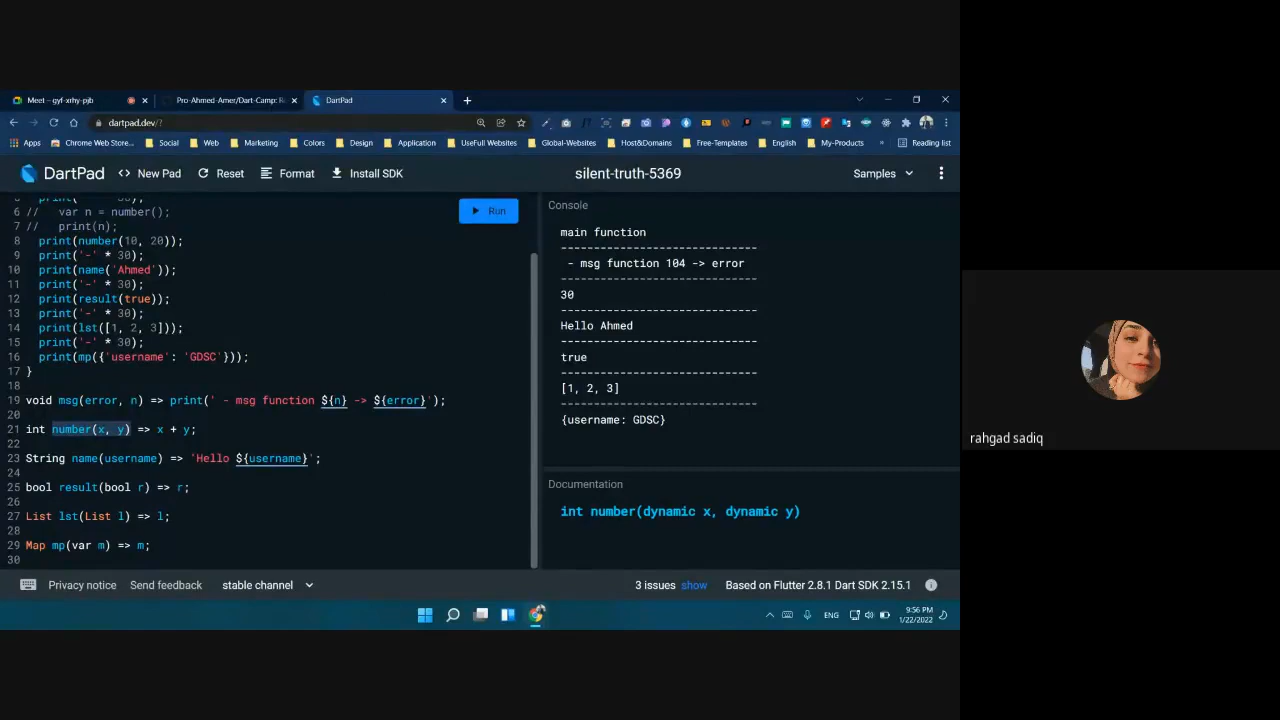 Meet – gyf-xrhy-pjb
Pro-Ahmed-Amer/Dart-Camp: R
DartPad
dartpad.dev/?
Apps
Chrome Web Store...
Social
Web
Marketing
Colors
Design
Application
UseFull Websites
Global-Websites
Host&Domains
Free-Templates
English
My-Products
»
Reading list
DartPad
<> New Pad
Reset
Format
Install SDK
silent-truth-5369
Samples
Run
6 //   var n = number();
7 //   print(n);
8 print(number(10, 20));
9 print('-' * 30);
10 print(name('Ahmed'));
11 print('-' * 30);
12 print(result(true));
13 print('-' * 30);
14 print(lst([1, 2, 3]));
15 print('-' * 30);
16 print(mp({'username': 'GDSC'}));
17 }
18
19 void msg(error, n) => print(' - msg function ${n} -> ${error}');
20
21 int number(x, y) => x + y;
22
23 String name(username) => 'Hello ${username}';
24
25 bool result(bool r) => r;
26
27 List lst(List l) => l;
28
29 Map mp(var m) => m;
30
Console
main function
------------------------------
- msg function 104 -> error
------------------------------
30
------------------------------
Hello Ahmed
------------------------------
true
------------------------------
[1, 2, 3]
------------------------------
{username: GDSC}
Documentation
int number(dynamic x, dynamic y)
Privacy notice
Send feedback
stable channel
3 issues show
Based on Flutter 2.8.1 Dart SDK 2.15.1
ENG
9:56 PM
1/22/2022
rahgad sadiq